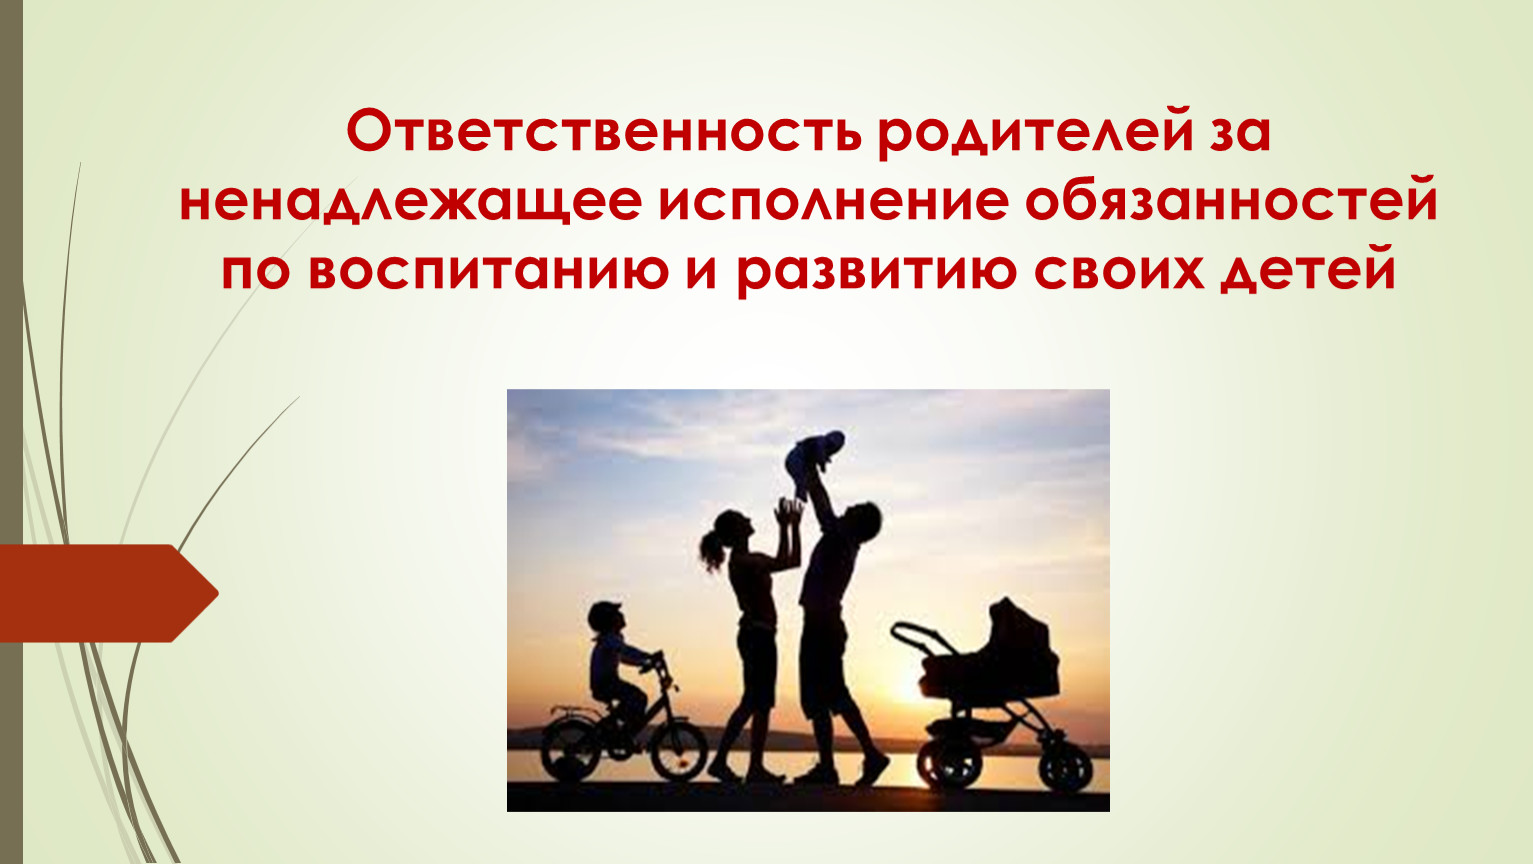 Ответственность родителей за
ненадлежащее исполнение обязанностей
по воспитанию и развитию своих детей